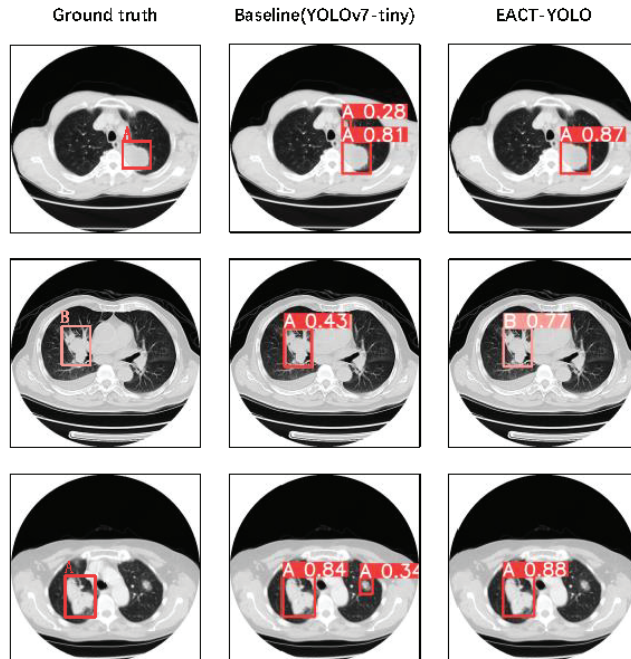 Ground truth
Baseline(YOLOv7-tiny)
EACT-YOLO
A
A 0.28
A 0.81
A 0.87
B
A 0.43
B 0.77
A
A 0.84
A 0.34
A 0.88